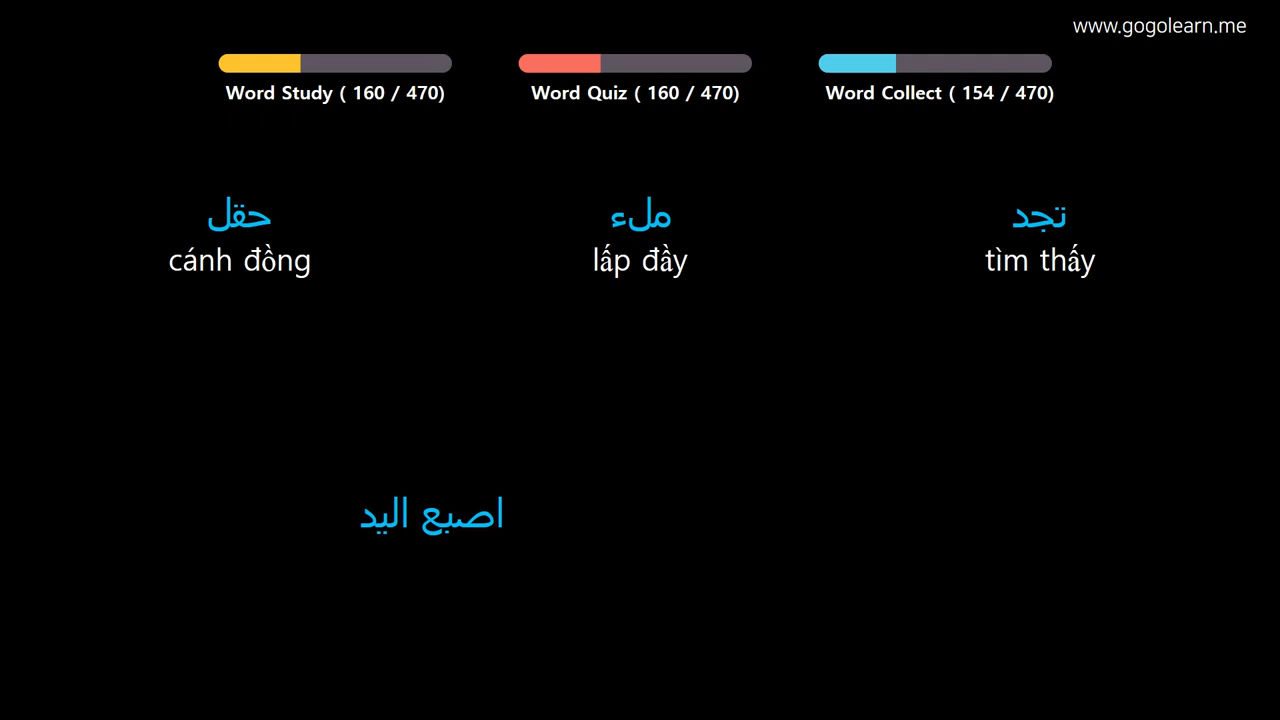 www.gogolearn.me
Word Study ( 160 / 470)
Word Quiz ( 160 / 470)
Word Collect ( 154 / 470)
حقل
ملء
تجد
cánh đồng
lấp đầy
tìm thấy
اصبع اليد